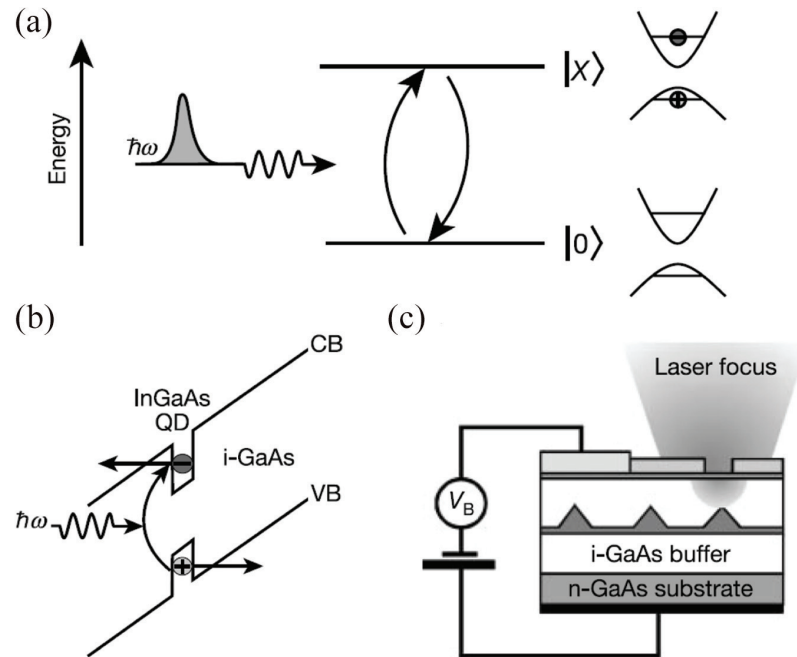 (a)
Energy
ħω
|X⟩
|0⟩
(b)
CB
InGaAs
QD
i-GaAs
VB
ħω
(c)
Laser focus
V_B
i-GaAs buffer
n-GaAs substrate